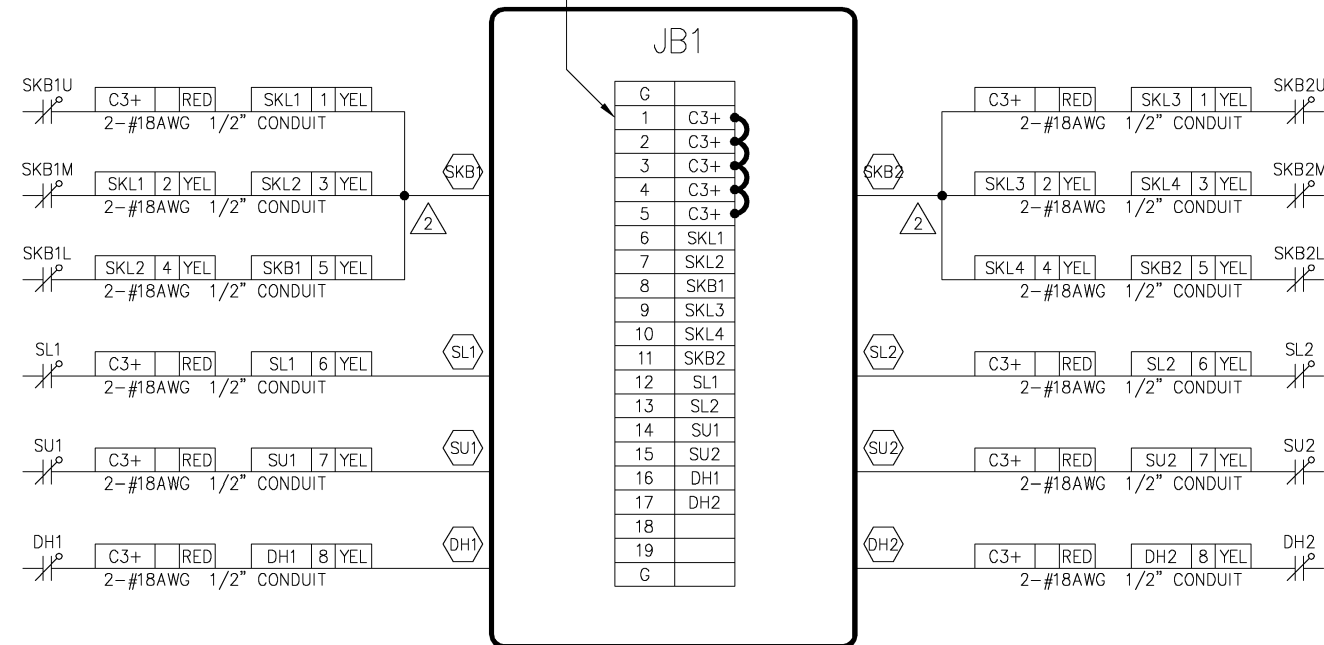 JB1
SKB1U
C3+ RED SKL1 1 YEL
2-#18AWG 1/2" CONDUIT
SKB1M
SKL1 2 YEL SKL2 3 YEL
2-#18AWG 1/2" CONDUIT
SKB1
2
SKB1L
SKL2 4 YEL SKB1 5 YEL
2-#18AWG 1/2" CONDUIT
SL1
C3+ RED SL1 6 YEL
2-#18AWG 1/2" CONDUIT
SL1
SU1
C3+ RED SU1 7 YEL
2-#18AWG 1/2" CONDUIT
SU1
DH1
C3+ RED DH1 8 YEL
2-#18AWG 1/2" CONDUIT
DH1
G
1 C3+
2 C3+
3 C3+
4 C3+
5 C3+
6 SKL1
7 SKL2
8 SKB1
9 SKL3
10 SKL4
11 SKB2
12 SL1
13 SL2
14 SU1
15 SU2
16 DH1
17 DH2
18
19
G
C3+ RED SKL3 1 YEL
2-#18AWG 1/2" CONDUIT
SKB2U
SKB2
2
SKL3 2 YEL SKL4 3 YEL
2-#18AWG 1/2" CONDUIT
SKB2M
SKL4 4 YEL SKB2 5 YEL
2-#18AWG 1/2" CONDUIT
SKB2L
SL2
C3+ RED SL2 6 YEL
2-#18AWG 1/2" CONDUIT
SL2
SU2
C3+ RED SU2 7 YEL
2-#18AWG 1/2" CONDUIT
SU2
DH2
C3+ RED DH2 8 YEL
2-#18AWG 1/2" CONDUIT
DH2